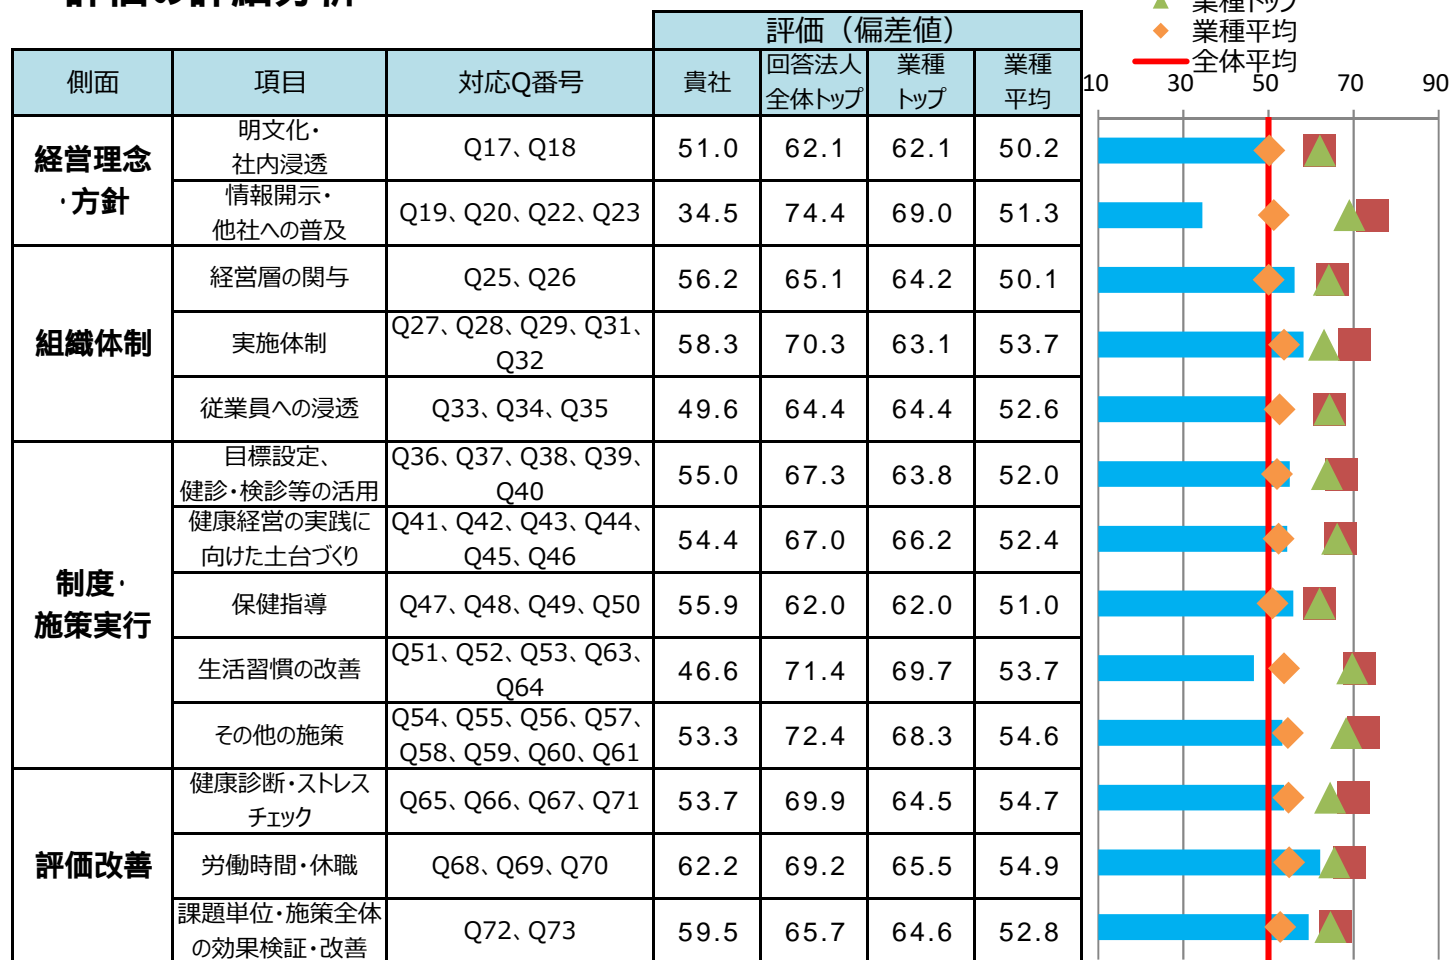 評価の詳細分析
業種トップ
業種平均
全体平均
評価（偏差値）
側面 項目 対応Q番号 貴社 回答法人全体トップ 業種トップ 業種平均
10 30 50 70 90
経営理念・方針
明文化・社内浸透 Q17、Q18 51.0 62.1 62.1 50.2
情報開示・他社への普及 Q19、Q20、Q22、Q23 34.5 74.4 69.0 51.3
組織体制
経営層の関与 Q25、Q26 56.2 65.1 64.2 50.1
実施体制 Q27、Q28、Q29、Q31、Q32 58.3 70.3 63.1 53.7
従業員への浸透 Q33、Q34、Q35 49.6 64.4 64.4 52.6
制度・施策実行
目標設定、健診・検診等の活用 Q36、Q37、Q38、Q39、Q40 55.0 67.3 63.8 52.0
健康経営の実践に向けた土台づくり Q41、Q42、Q43、Q44、Q45、Q46 54.4 67.0 66.2 52.4
保健指導 Q47、Q48、Q49、Q50 55.9 62.0 62.0 51.0
生活習慣の改善 Q51、Q52、Q53、Q63、Q64 46.6 71.4 69.7 53.7
その他の施策 Q54、Q55、Q56、Q57、Q58、Q59、Q60、Q61 53.3 72.4 68.3 54.6
評価改善
健康診断・ストレスチェック Q65、Q66、Q67、Q71 53.7 69.9 64.5 54.7
労働時間・休職 Q68、Q69、Q70 62.2 69.2 65.5 54.9
課題単位・施策全体の効果検証・改善 Q72、Q73 59.5 65.7 64.6 52.8